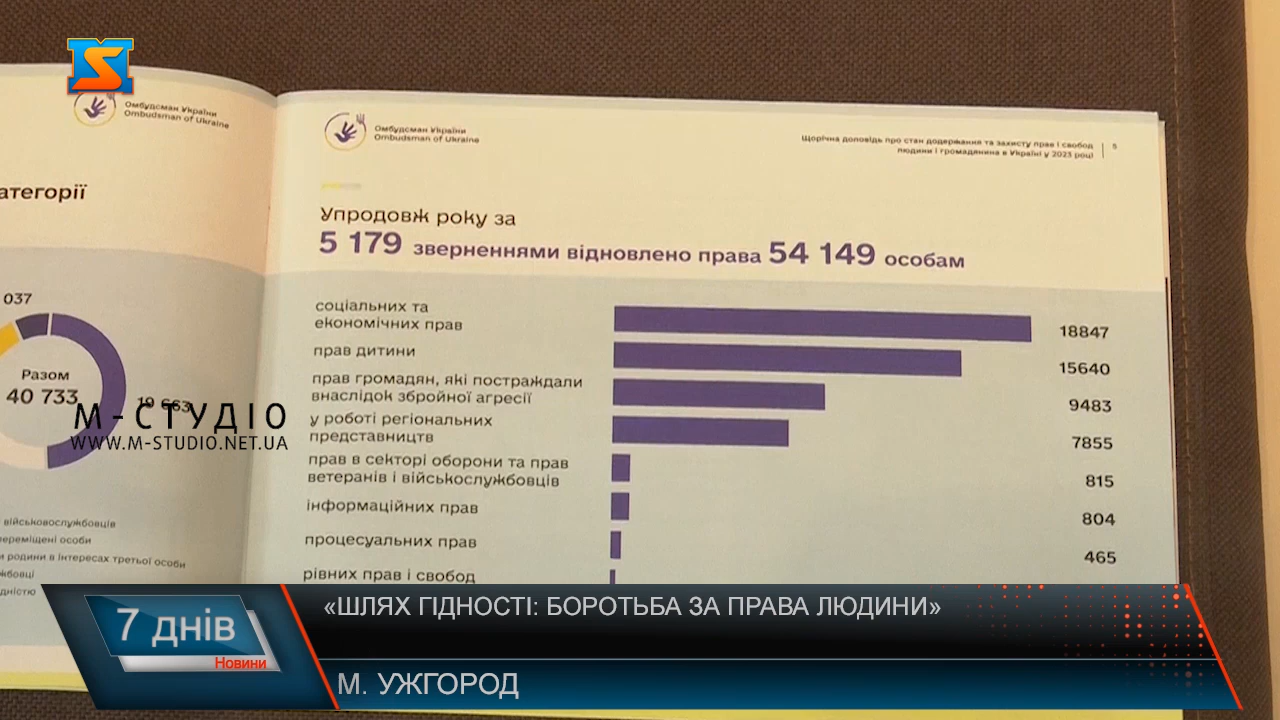 Омбудсман України
Ombudsman of Ukraine
атегорії
037
Разом
40 733
19 663
М-СТУДІО
WWW.M-STUDIO.NET.UA
військовослужбовців
переміщені особи
родини в інтересах третьої особи
Омбудсман України
Ombudsman of Ukraine
Щорічна доповідь про стан додержання та захисту прав і свобод
людини і громадянина в Україні у 2023 році
5
Упродовж року за
5 179 зверненнями відновлено права 54 149 особам
соціальних та
економічних прав
18847
прав дитини
15640
прав громадян, які постраждали
внаслідок збройної агресії
9483
у роботі регіональних
представництв
7855
прав в секторі оборони та прав
ветеранів і військослужбовців
815
інформаційних прав
804
процесуальних прав
465
рівних прав і свобод
7 днів
Новини
«ШЛЯХ ГІДНОСТІ: БОРОТЬБА ЗА ПРАВА ЛЮДИНИ»
М. УЖГОРОД